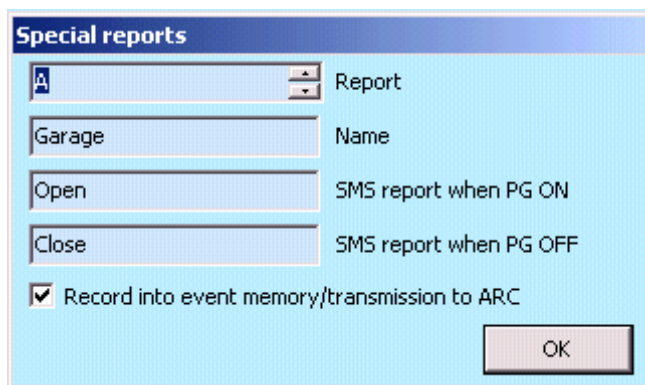 Special reports
A Report
Garage Name
Open SMS report when PG ON
Close SMS report when PG OFF
Record into event memory/transmission to ARC
OK